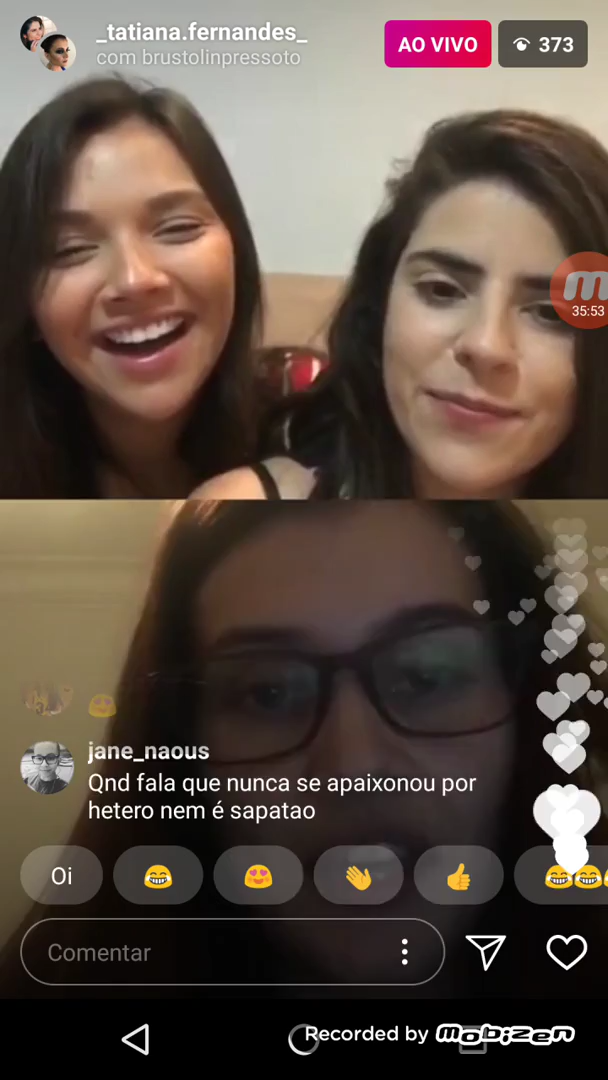 _tatiana.fernandes_
com brustolinpressoto
AO VIVO
373
35:53
jane_naous
Qnd fala que nunca se apaixonou por
hetero nem é sapatao
Oi
Comentar
Recorded by mobizen